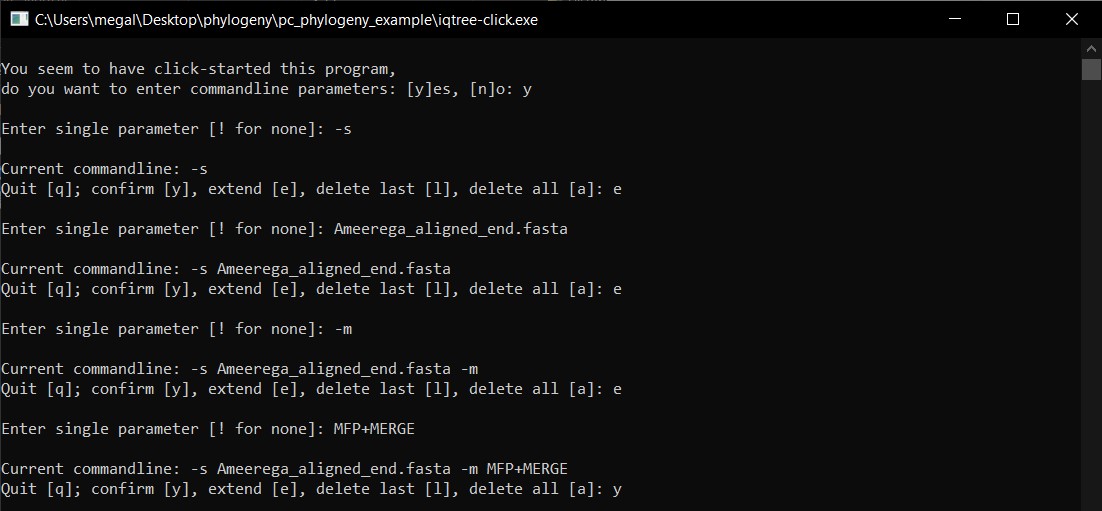 C:\Users\megal\Desktop\phylogeny\pc_phylogeny_example\iqtree-click.exe
You seem to have click-started this program,
do you want to enter commandline parameters: [y]es, [n]o: y
Enter single parameter [! for none]: -s
Current commandline: -s
Quit [q]; confirm [y], extend [e], delete last [l], delete all [a]: e
Enter single parameter [! for none]: Ameerega_aligned_end.fasta
Current commandline: -s Ameerega_aligned_end.fasta
Quit [q]; confirm [y], extend [e], delete last [l], delete all [a]: e
Enter single parameter [! for none]: -m
Current commandline: -s Ameerega_aligned_end.fasta -m
Quit [q]; confirm [y], extend [e], delete last [l], delete all [a]: e
Enter single parameter [! for none]: MFP+MERGE
Current commandline: -s Ameerega_aligned_end.fasta -m MFP+MERGE
Quit [q]; confirm [y], extend [e], delete last [l], delete all [a]: y